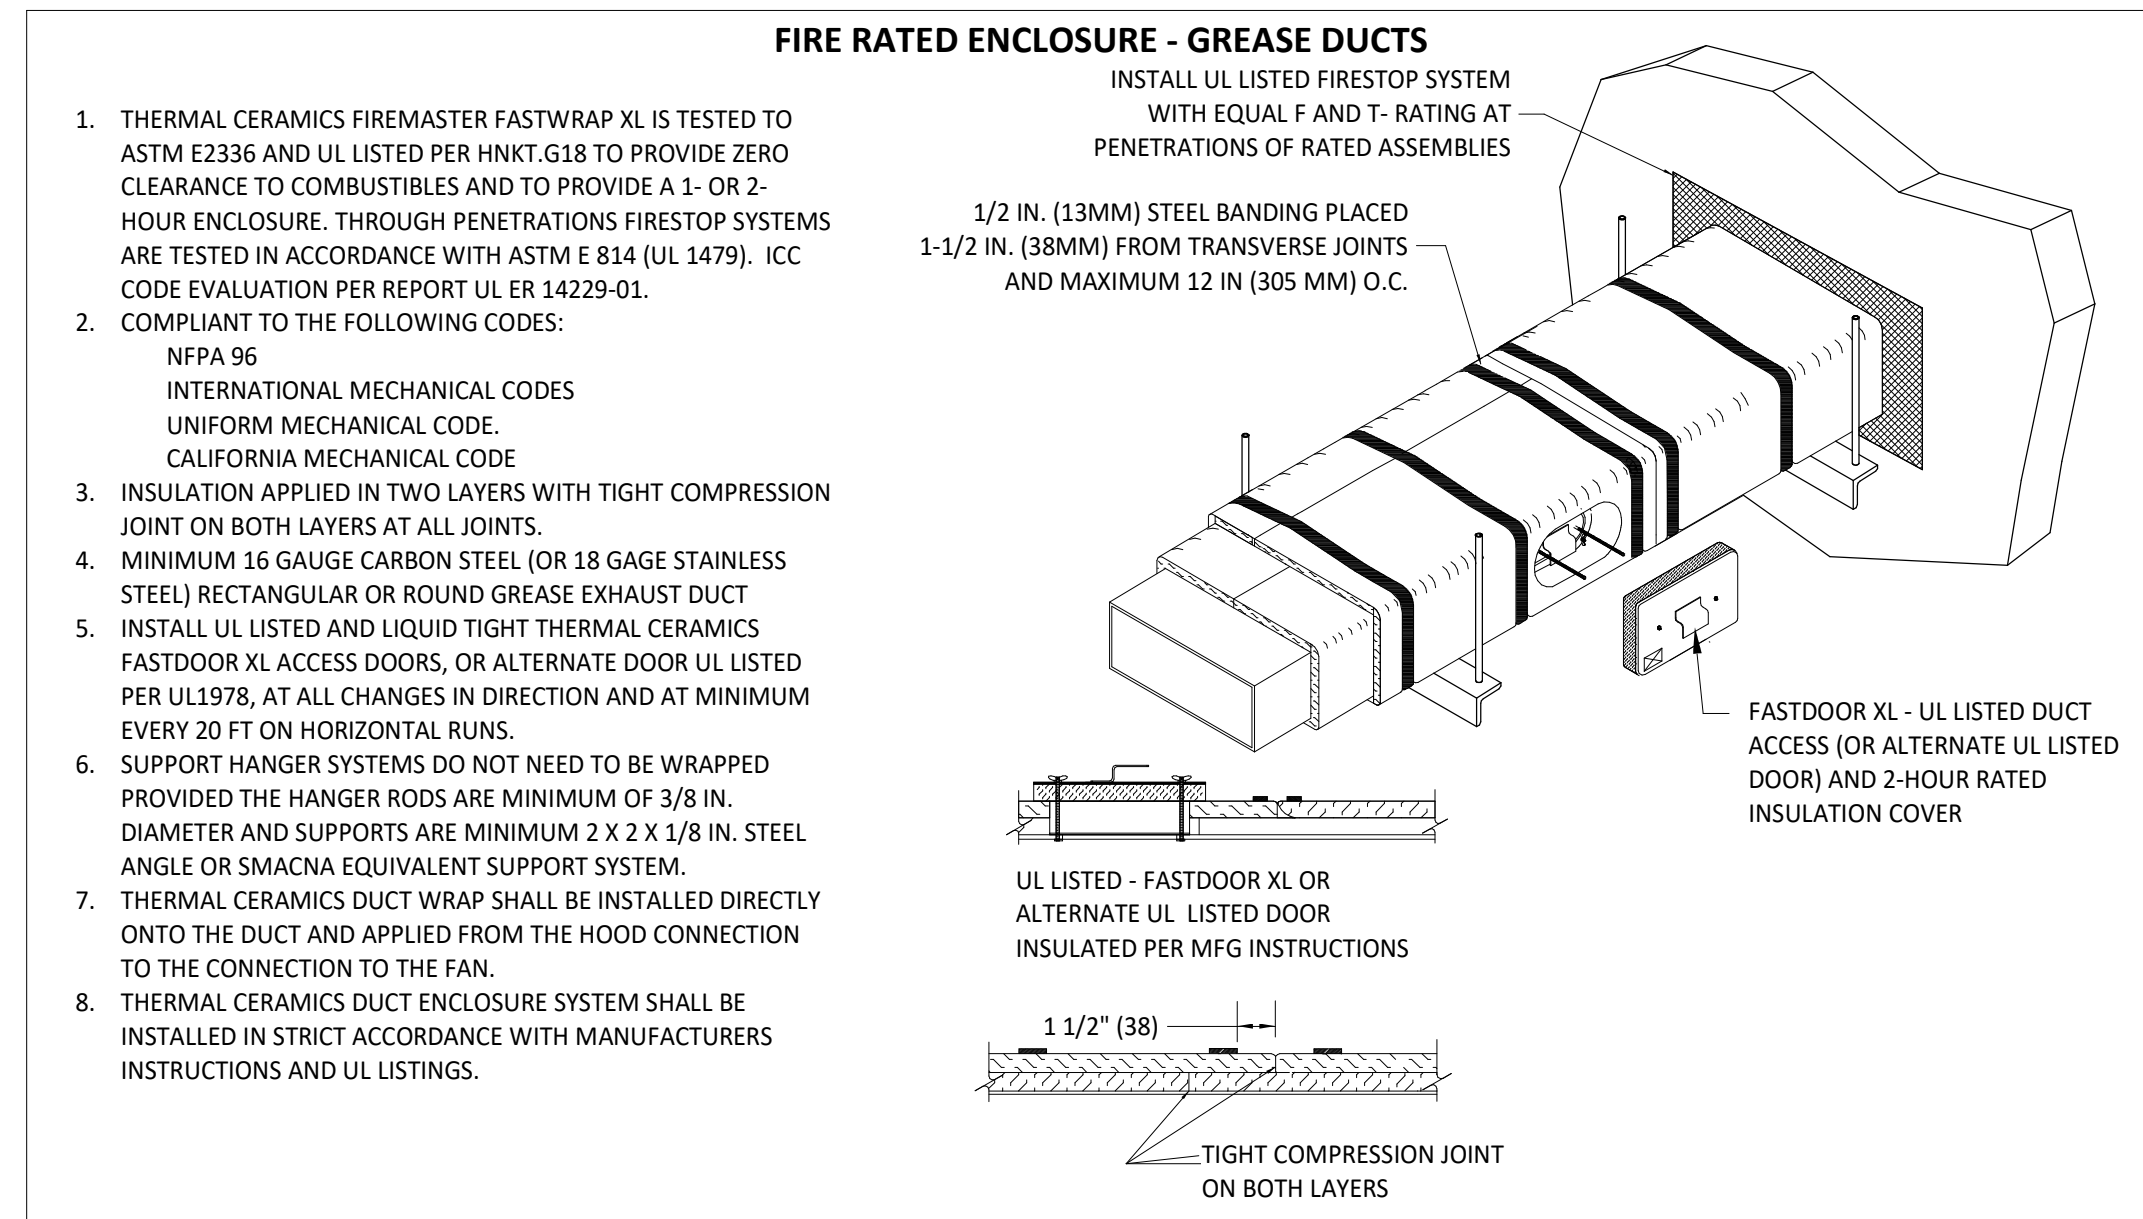 FIRE RATED ENCLOSURE - GREASE DUCTS
1. THERMAL CERAMICS FIREMASTER FASTWRAP XL IS TESTED TO
ASTM E2336 AND UL LISTED PER HNKT.G18 TO PROVIDE ZERO
CLEARANCE TO COMBUSTIBLES AND TO PROVIDE A 1- OR 2-
HOUR ENCLOSURE. THROUGH PENETRATIONS FIRESTOP SYSTEMS
ARE TESTED IN ACCORDANCE WITH ASTM E 814 (UL 1479).  ICC
CODE EVALUATION PER REPORT UL ER 14229-01.
2. COMPLIANT TO THE FOLLOWING CODES:
NFPA 96
INTERNATIONAL MECHANICAL CODES
UNIFORM MECHANICAL CODE.
CALIFORNIA MECHANICAL CODE
3. INSULATION APPLIED IN TWO LAYERS WITH TIGHT COMPRESSION
JOINT ON BOTH LAYERS AT ALL JOINTS.
4. MINIMUM 16 GAUGE CARBON STEEL (OR 18 GAGE STAINLESS
STEEL) RECTANGULAR OR ROUND GREASE EXHAUST DUCT
5. INSTALL UL LISTED AND LIQUID TIGHT THERMAL CERAMICS
FASTDOOR XL ACCESS DOORS, OR ALTERNATE DOOR UL LISTED
PER UL1978, AT ALL CHANGES IN DIRECTION AND AT MINIMUM
EVERY 20 FT ON HORIZONTAL RUNS.
6. SUPPORT HANGER SYSTEMS DO NOT NEED TO BE WRAPPED
PROVIDED THE HANGER RODS ARE MINIMUM OF 3/8 IN.
DIAMETER AND SUPPORTS ARE MINIMUM 2 X 2 X 1/8 IN. STEEL
ANGLE OR SMACNA EQUIVALENT SUPPORT SYSTEM.
7. THERMAL CERAMICS DUCT WRAP SHALL BE INSTALLED DIRECTLY
ONTO THE DUCT AND APPLIED FROM THE HOOD CONNECTION
TO THE CONNECTION TO THE FAN.
8. THERMAL CERAMICS DUCT ENCLOSURE SYSTEM SHALL BE
INSTALLED IN STRICT ACCORDANCE WITH MANUFACTURERS
INSTRUCTIONS AND UL LISTINGS.
INSTALL UL LISTED FIRESTOP SYSTEM
WITH EQUAL F AND T- RATING AT
PENETRATIONS OF RATED ASSEMBLIES
1/2 IN. (13MM) STEEL BANDING PLACED
1-1/2 IN. (38MM) FROM TRANSVERSE JOINTS
AND MAXIMUM 12 IN (305 MM) O.C.
FASTDOOR XL - UL LISTED DUCT
ACCESS (OR ALTERNATE UL LISTED
DOOR) AND 2-HOUR RATED
INSULATION COVER
UL LISTED - FASTDOOR XL OR
ALTERNATE UL  LISTED DOOR
INSULATED PER MFG INSTRUCTIONS
1 1/2" (38)
TIGHT COMPRESSION JOINT
ON BOTH LAYERS